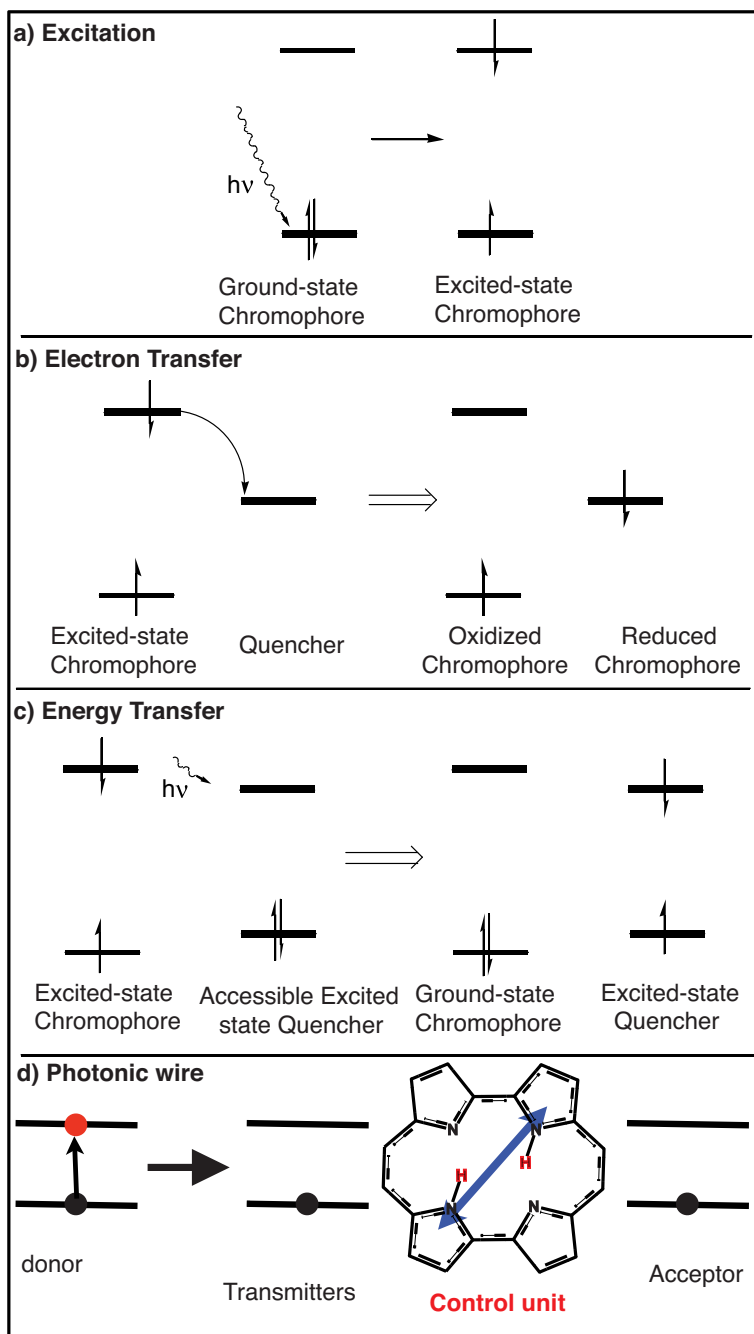 a) Excitation
hν
Ground-state
Chromophore
Excited-state
Chromophore
b) Electron Transfer
Excited-state
Chromophore
Quencher
Oxidized
Chromophore
Reduced
Chromophore
c) Energy Transfer
hν
Excited-state
Chromophore
Accessible Excited
state Quencher
Ground-state
Chromophore
Excited-state
Quencher
d) Photonic wire
N
N
H
H
N
N
donor
Transmitters
Control unit
Acceptor